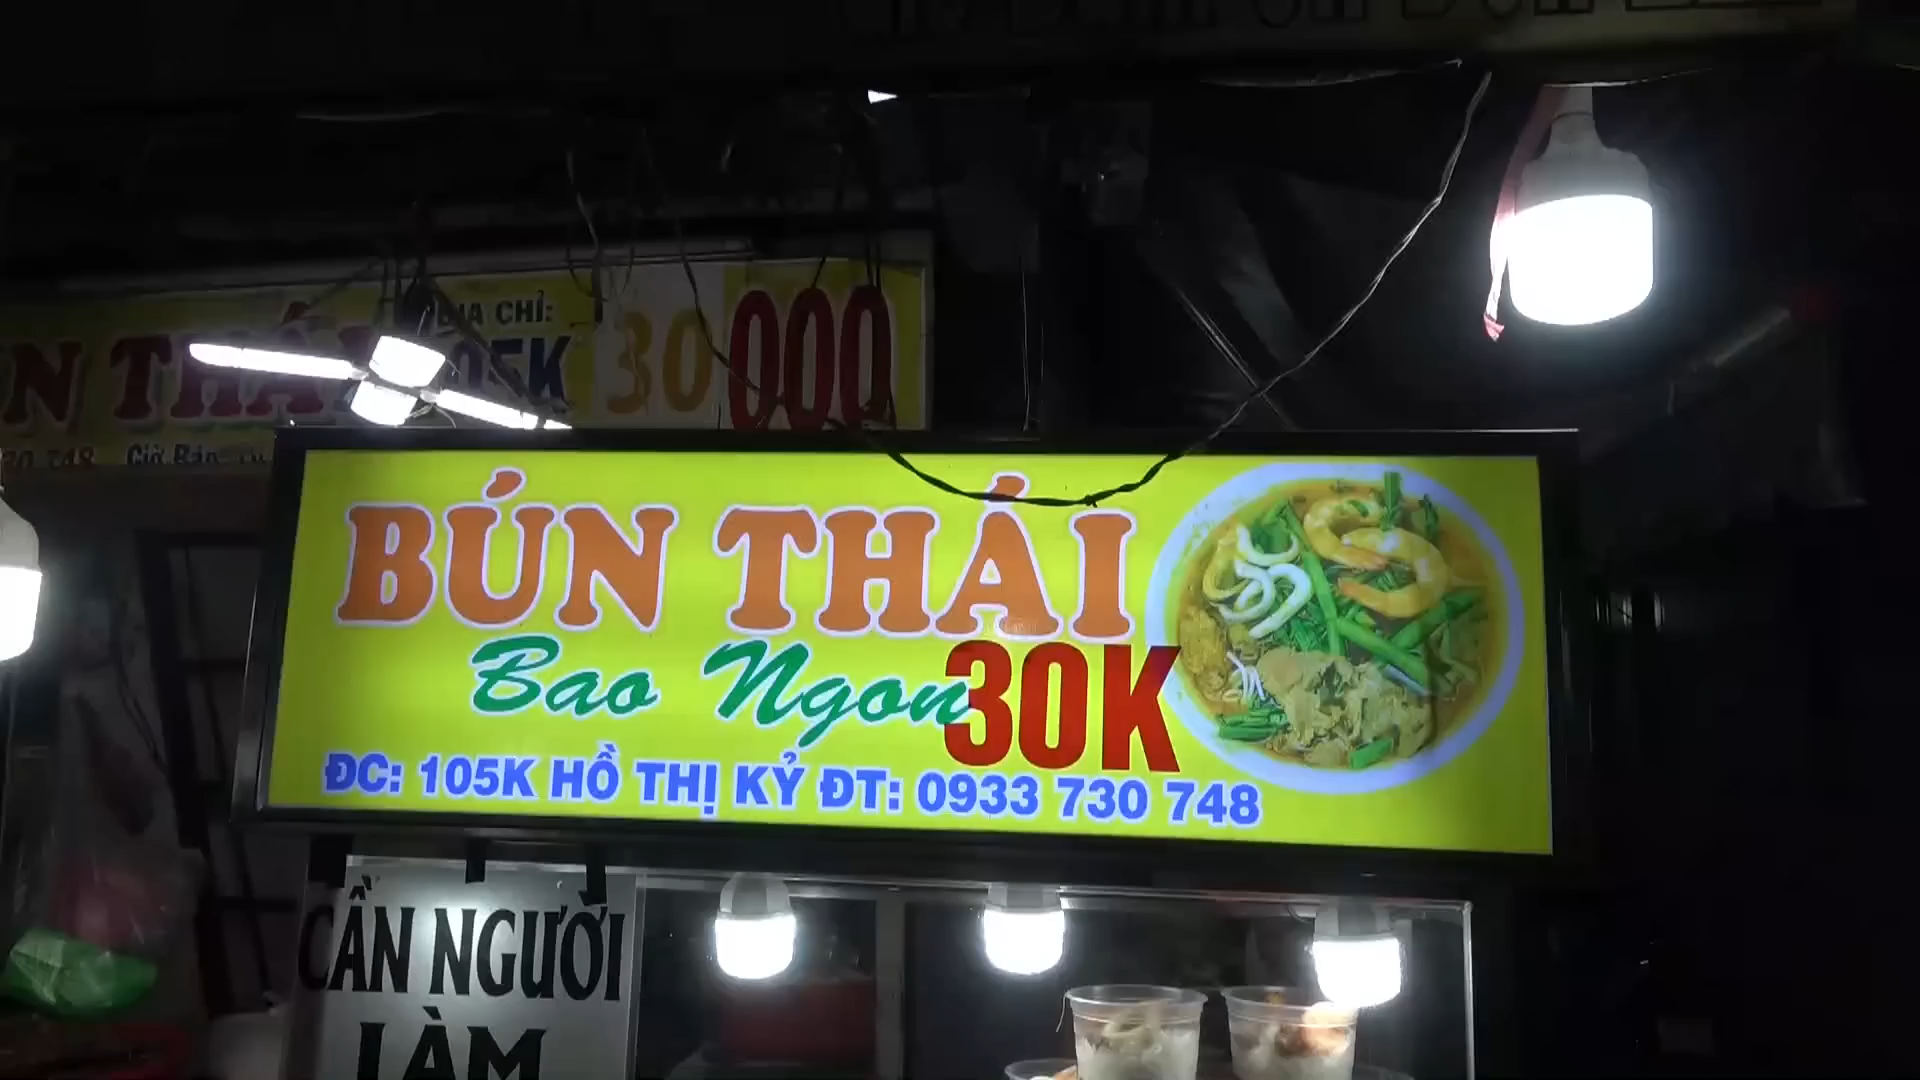 THÁI
ĐỊA CHỈ:
105K
30 000
BÚN THÁI
Bao Ngon
30K
ĐC: 105K HỒ THỊ KỶ ĐT: 0933 730 748
CẦN NGƯỜI
LÀM